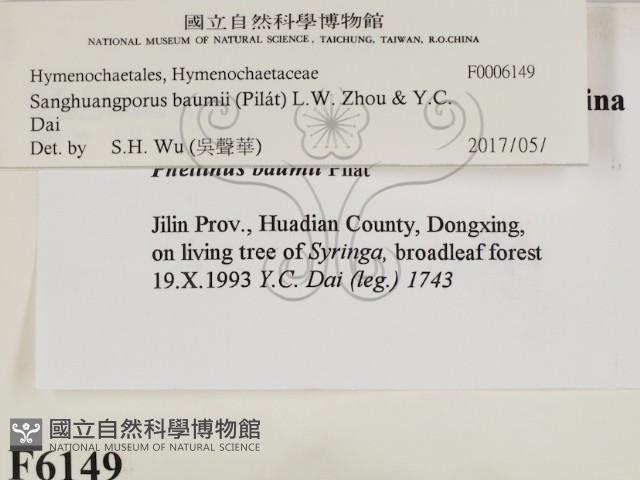 國立自然科學博物館
NATIONAL MUSEUM OF NATURAL SCIENCE, TAICHUNG, TAIWAN, R.O.CHINA
Hymenochaetales, Hymenochaetaceae F0006149
Sanghuangporus baumii (Pilát) L.W. Zhou & Y.C.
Dai
Det. by S.H. Wu (吳聲華) 2017/05/
ina
Phellinus baumii Pilát
Jilin Prov., Huadian County, Dongxing,
on living tree of Syringa, broadleaf forest
19.X.1993 Y.C. Dai (leg.) 1743
國立自然科學博物館
NATIONAL MUSEUM OF NATURAL SCIENCE
F6149